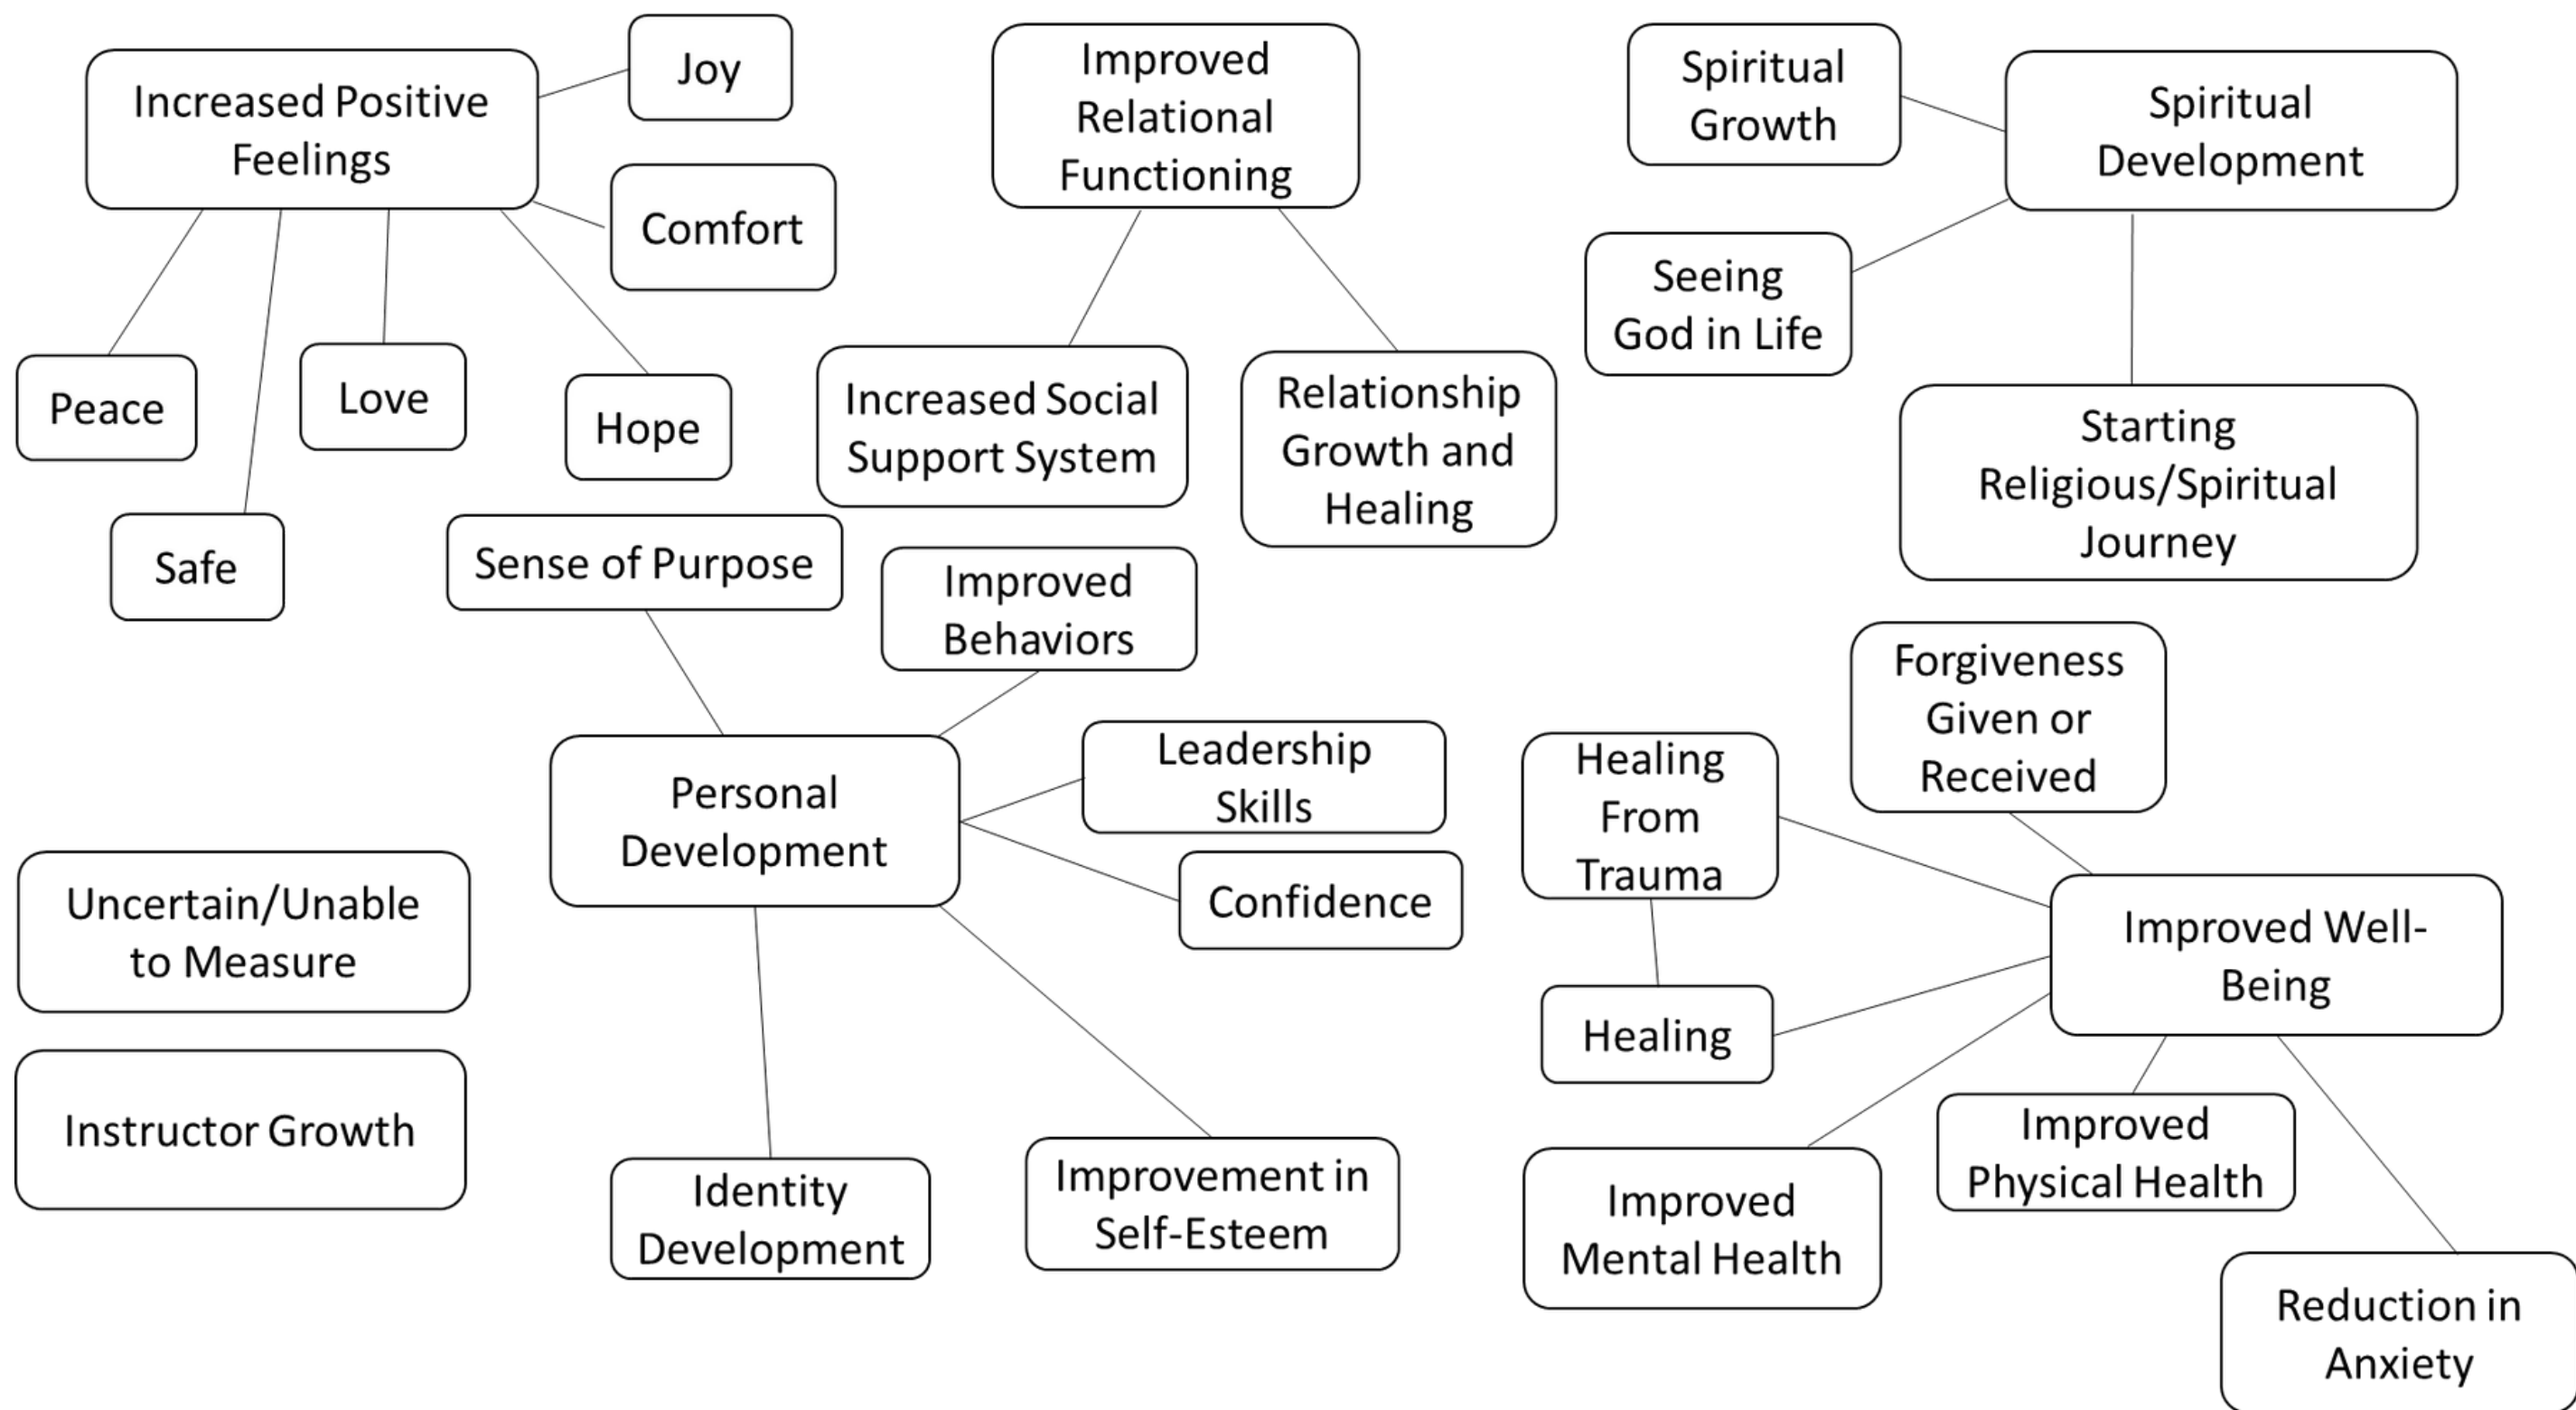 Increased Positive
Feelings
Joy
Comfort
Peace
Love
Hope
Safe
Improved
Relational
Functioning
Increased Social
Support System
Relationship
Growth and
Healing
Spiritual
Growth
Spiritual
Development
Seeing
God in Life
Starting
Religious/Spiritual
Journey
Sense of Purpose
Improved
Behaviors
Personal
Development
Leadership
Skills
Confidence
Identity
Development
Improvement in
Self-Esteem
Uncertain/Unable
to Measure
Instructor Growth
Forgiveness
Given or
Received
Healing
From
Trauma
Improved Well-
Being
Healing
Improved
Mental Health
Improved
Physical Health
Reduction in
Anxiety